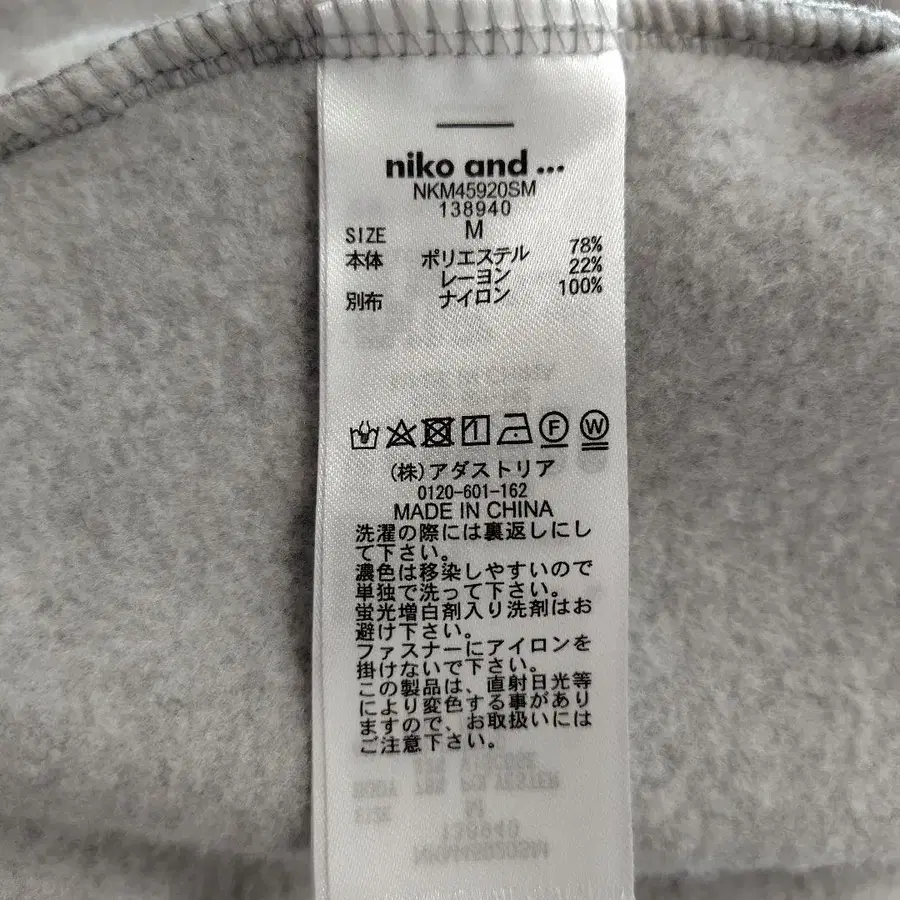 niko and ...
NKM45920SM
138940
SIZE M
本体 ポリエステル 78%
レーヨン 22%
別布 ナイロン 100%
F W
(株)アダストリア
0120-601-162
MADE IN CHINA
洗濯の際には裏返しにし
て下さい。
濃色は移染しやすいので
単独で洗って下さい。
蛍光増白剤入り洗剤はお
避け下さい。
ファスナーにアイロンを
掛けないで下さい。
この製品は、直射日光等
により変色する事があり
ますので、お取扱いには
ご注意下さい。